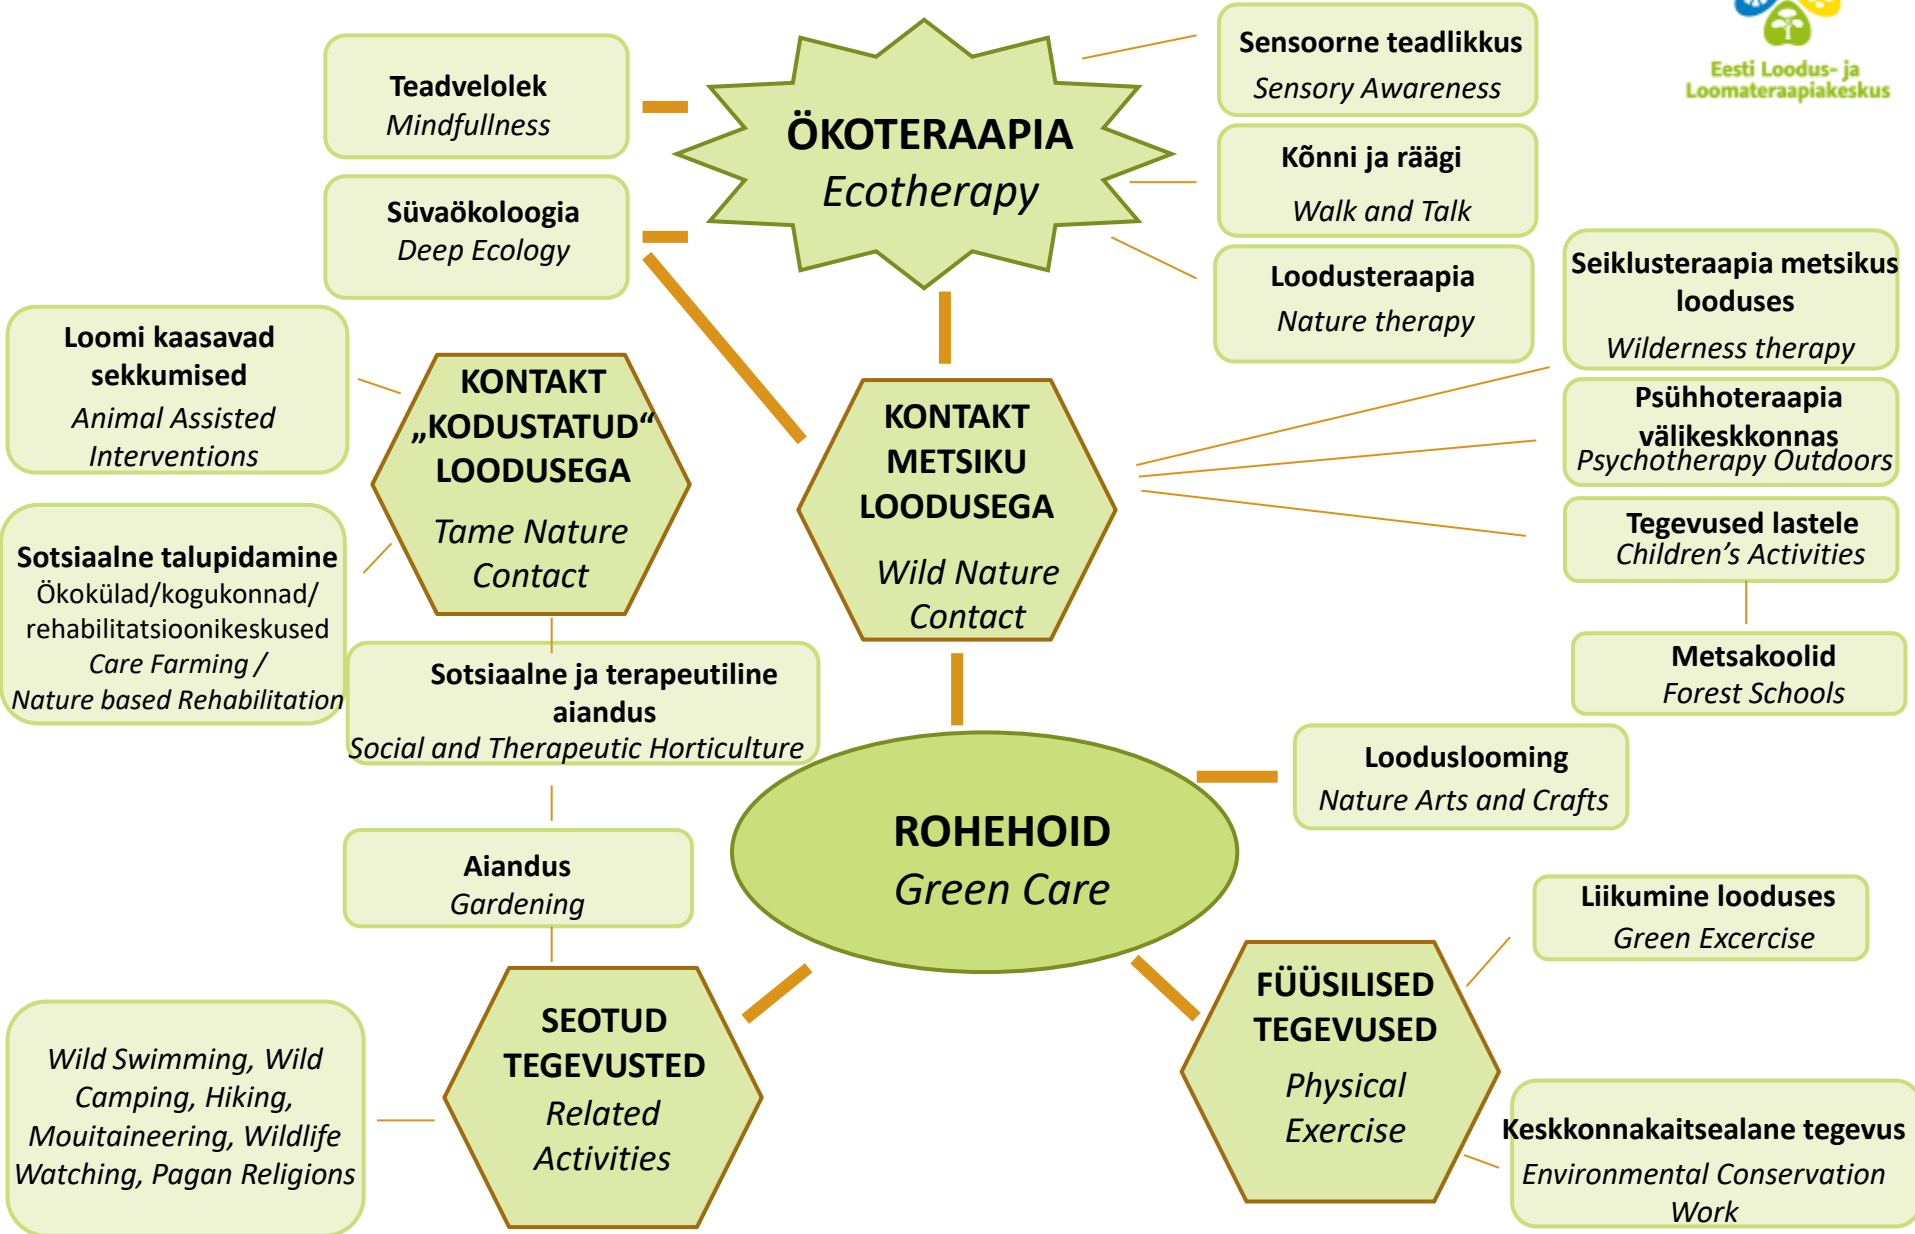 Eesti Loodus- ja
Loomateraapiakeskus
Teadvelolek
Mindfullness
Süvaökoloogia
Deep Ecology
ÖKOTERAAPIA
Ecotherapy
Sensoorne teadlikkus
Sensory Awareness
Kõnni ja räägi
Walk and Talk
Loodusteraapia
Nature therapy
Seiklusteraapia metsikus
looduses
Wilderness therapy
Psühhoteraapia
välikeskkonnas
Psychotherapy Outdoors
Tegevused lastele
Children’s Activities
Metsakoolid
Forest Schools
Loomi kaasavad
sekkumised
Animal Assisted
Interventions
KONTAKT
„KODUSTATUD“
LOODUSEGA
Tame Nature
Contact
KONTAKT
METSIKU
LOODUSEGA
Wild Nature
Contact
Sotsiaalne talupidamine
Ökokülad/kogukonnad/
rehabilitatsioonikeskused
Care Farming /
Nature based Rehabilitation
Sotsiaalne ja terapeutiline
aiandus
Social and Therapeutic Horticulture
Looduslooming
Nature Arts and Crafts
ROHEHOID
Green Care
Aiandus
Gardening
Liikumine looduses
Green Excercise
SEOTUD
TEGEVUSTED
Related
Activities
FÜÜSILISED
TEGEVUSED
Physical
Exercise
Wild Swimming, Wild
Camping, Hiking,
Mouitaineering, Wildlife
Watching, Pagan Religions
Keskkonnakaitsealane tegevus
Environmental Conservation
Work